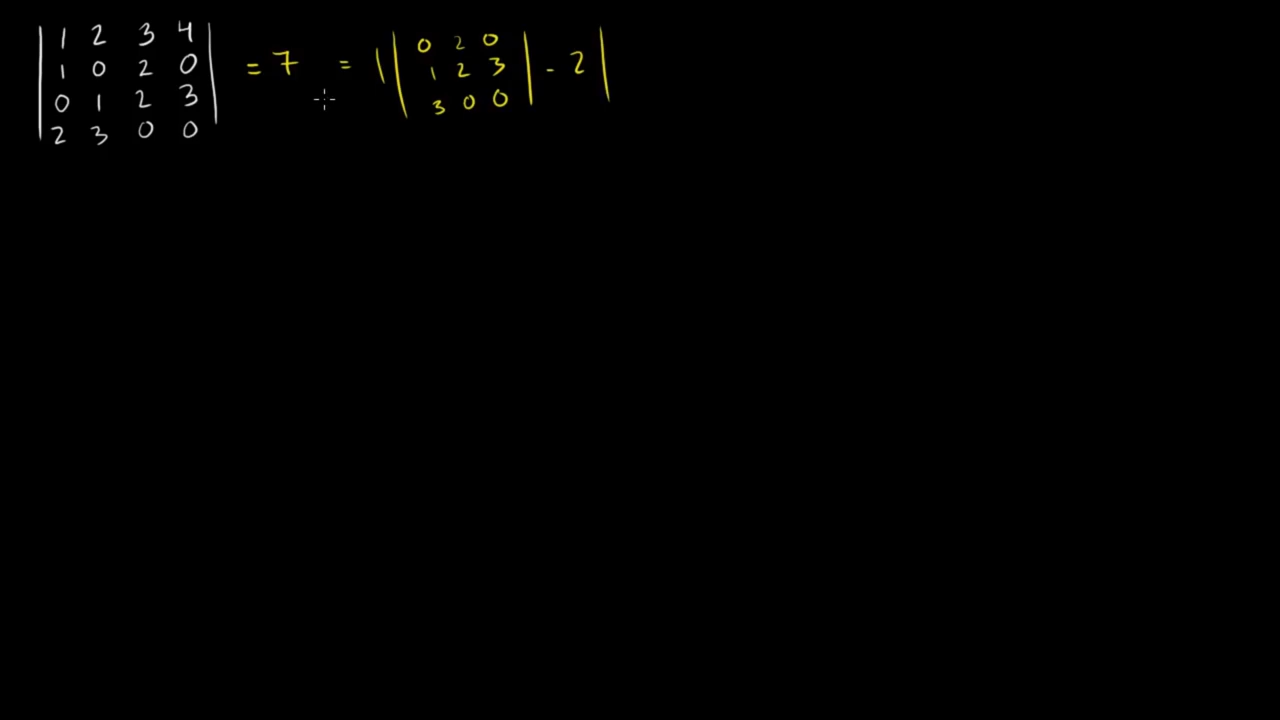 | 1 2 3 4 |
| 1 0 2 0 | = 7 = 1 | 0 2 0 | - 2 |
| 0 1 2 3 | | 1 2 3 |
| 2 3 0 0 | | 3 0 0 |